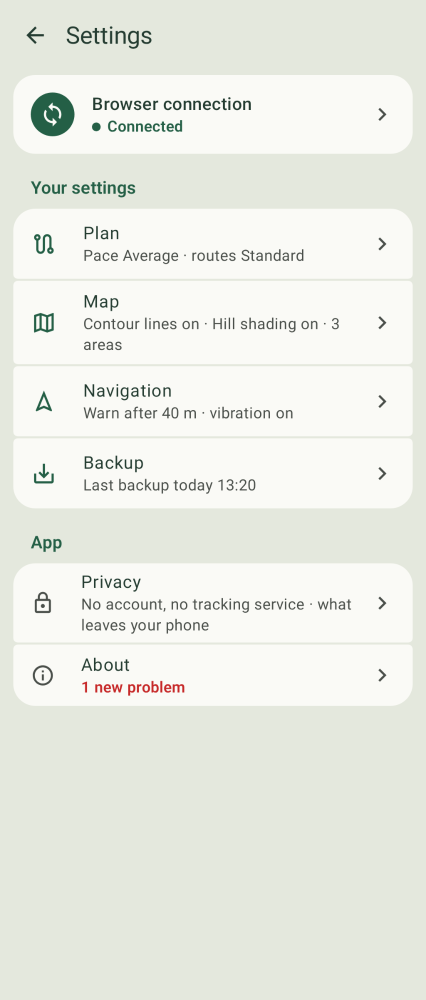 Settings
Browser connection
Connected
Your settings
Plan
Pace Average · routes Standard
Map
Contour lines on · Hill shading on · 3
areas
Navigation
Warn after 40 m · vibration on
Backup
Last backup today 13:20
App
Privacy
No account, no tracking service · what
leaves your phone
About
1 new problem